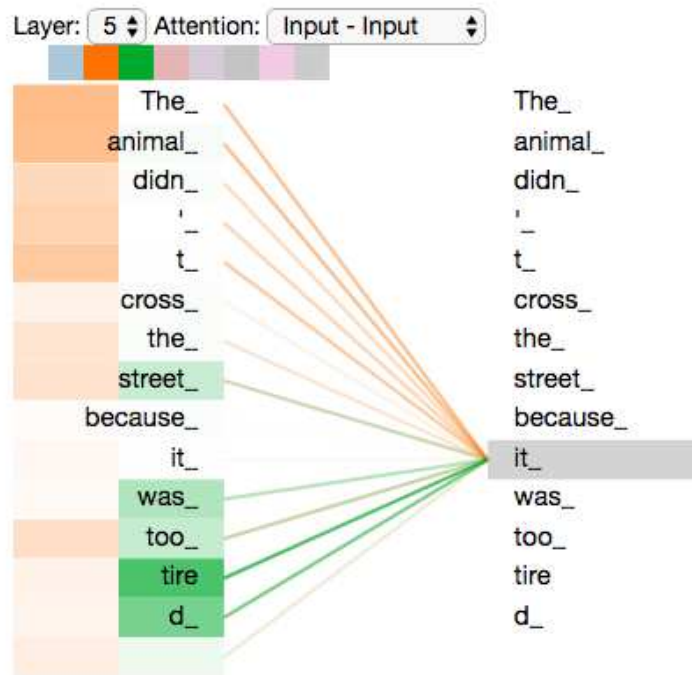 Layer: 5 Attention: Input - Input
The_ The_
animal_ animal_
didn_ didn_
'_ '_
t_ t_
cross_ cross_
the_ the_
street_ street_
because_ because_
it_ it_
was_ was_
too_ too_
tire tire
d_ d_